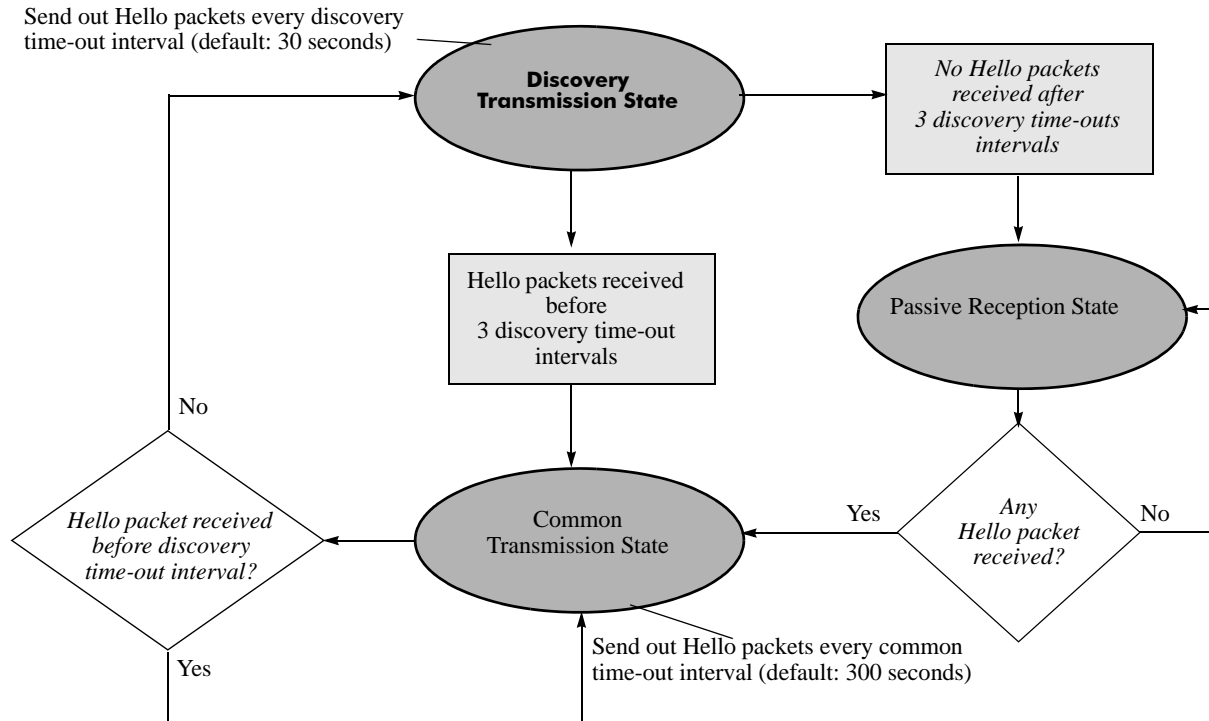 Send out Hello packets every discovery
time-out interval (default: 30 seconds)
Discovery
Transmission State
No Hello packets
received after
3 discovery time-outs
intervals
Hello packets received
before
3 discovery time-out
intervals
Passive Reception State
No
Hello packet received
before discovery
time-out interval?
Common
Transmission State
Yes
Any
Hello packet
received?
No
Yes
Send out Hello packets every common
time-out interval (default: 300 seconds)